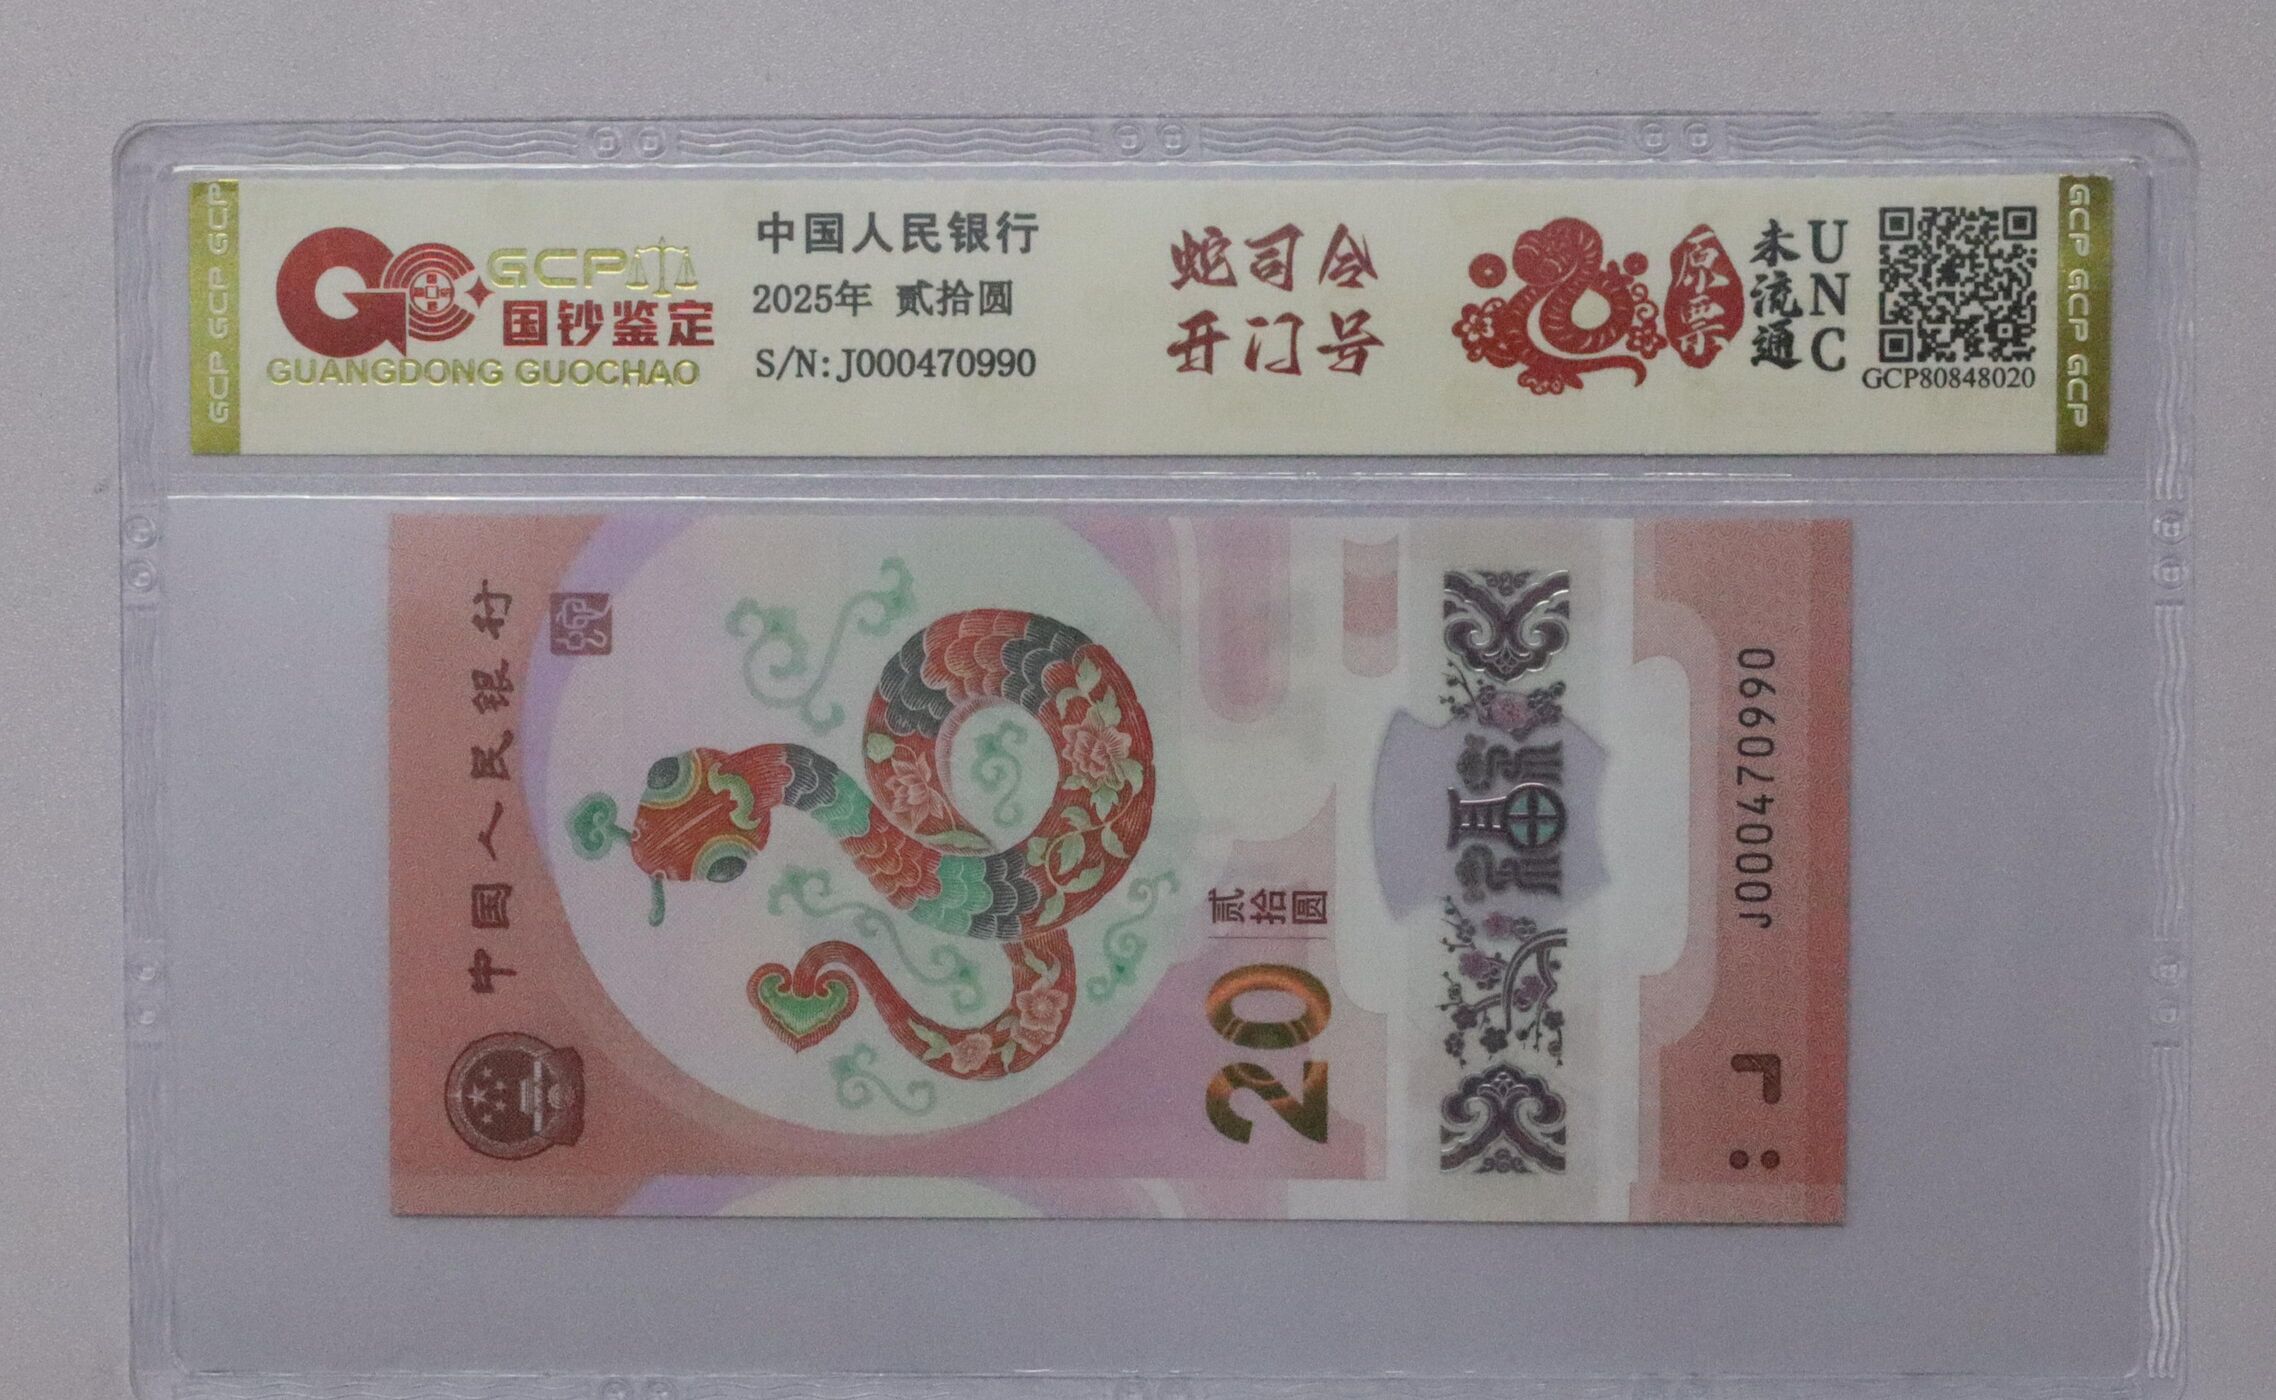 GCP GCP GCP
GCP
国钞鉴定
GUANGDONG GUOCHAO
中国人民银行
2025年 贰拾圆
S/N:J000470990
蛇司令
开门号
原票
未流通
UNC
GCP80848020
GCP GCP GCP
中国人民银行
贰拾圆
20
福
J000470990